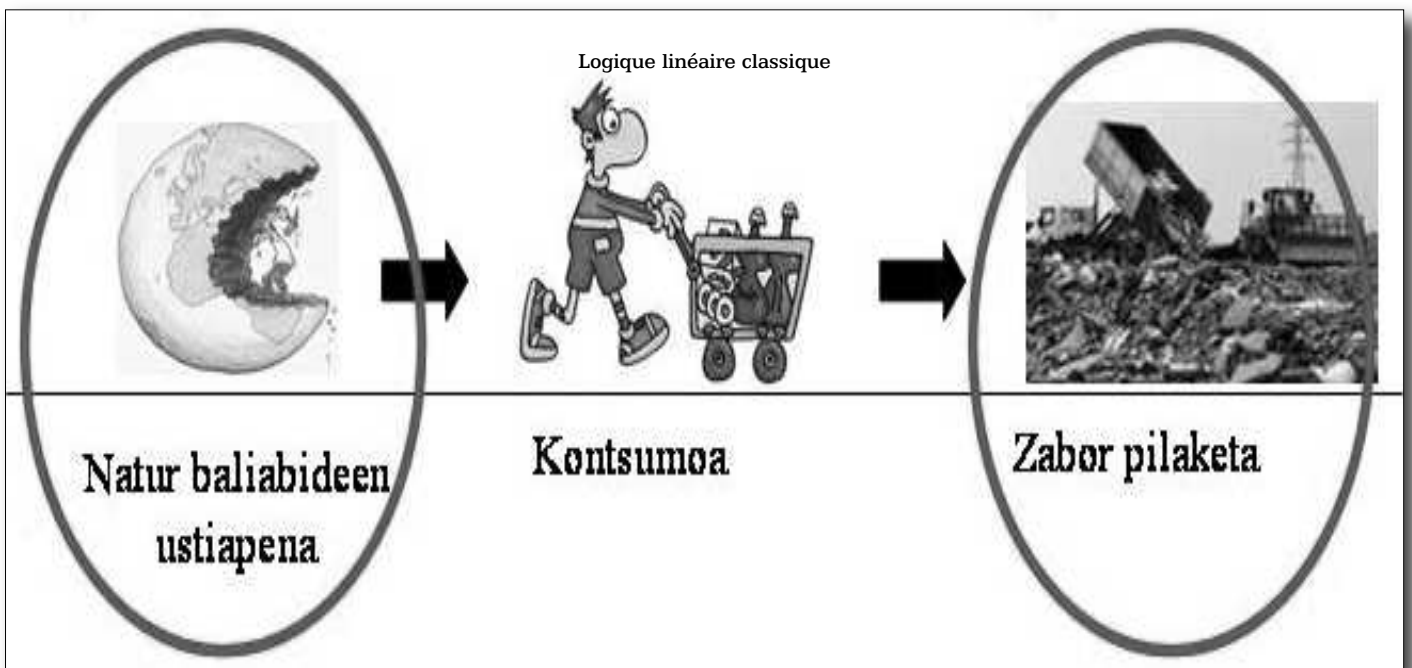 Logique linéaire classique
Natur baliabideen
ustiapena
Kontsumoa
Zabor pilaketa